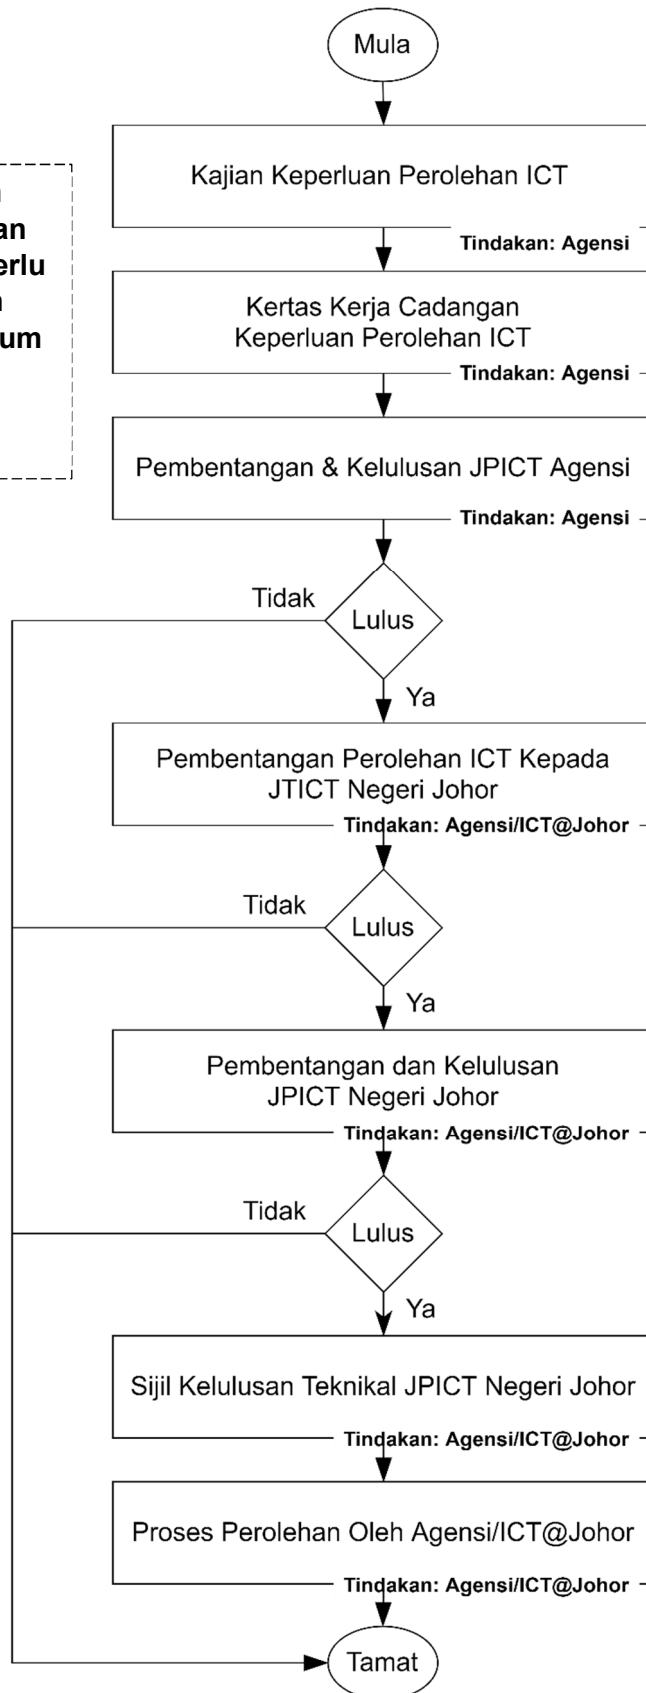 Mula
Kajian Keperluan Perolehan ICT
Tindakan: Agensi
an
erlu
um
Kertas Kerja Cadangan
Keperluan Perolehan ICT
Tindakan: Agensi
Pembentangan & Kelulusan JPICT Agensi
Tindakan: Agensi
Tidak
Lulus
Ya
Pembentangan Perolehan ICT Kepada
JTICT Negeri Johor
Tindakan: Agensi/ICT@Johor
Tidak
Lulus
Ya
Pembentangan dan Kelulusan
JPICT Negeri Johor
Tindakan: Agensi/ICT@Johor
Tidak
Lulus
Ya
Sijil Kelulusan Teknikal JPICT Negeri Johor
Tindakan: Agensi/ICT@Johor
Proses Perolehan Oleh Agensi/ICT@Johor
Tindakan: Agensi/ICT@Johor
Tamat